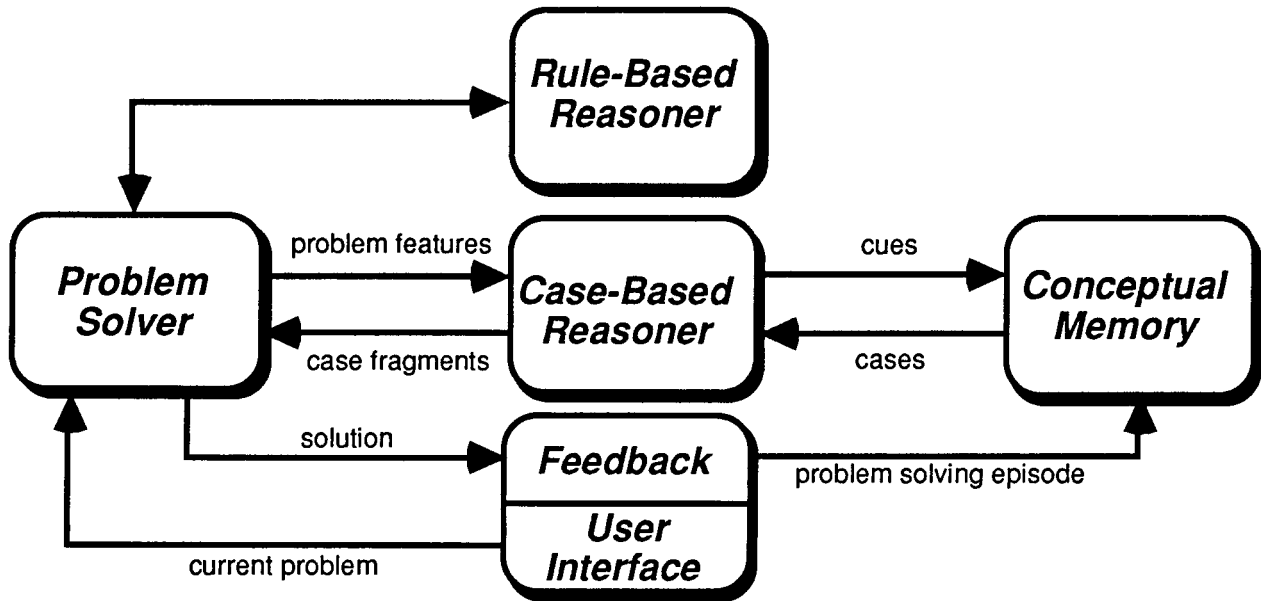 Rule-Based
Reasoner
problem features
cues
Problem
Solver
Case-Based
Reasoner
Conceptual
Memory
case fragments
cases
solution
Feedback
problem solving episode
User
Interface
current problem